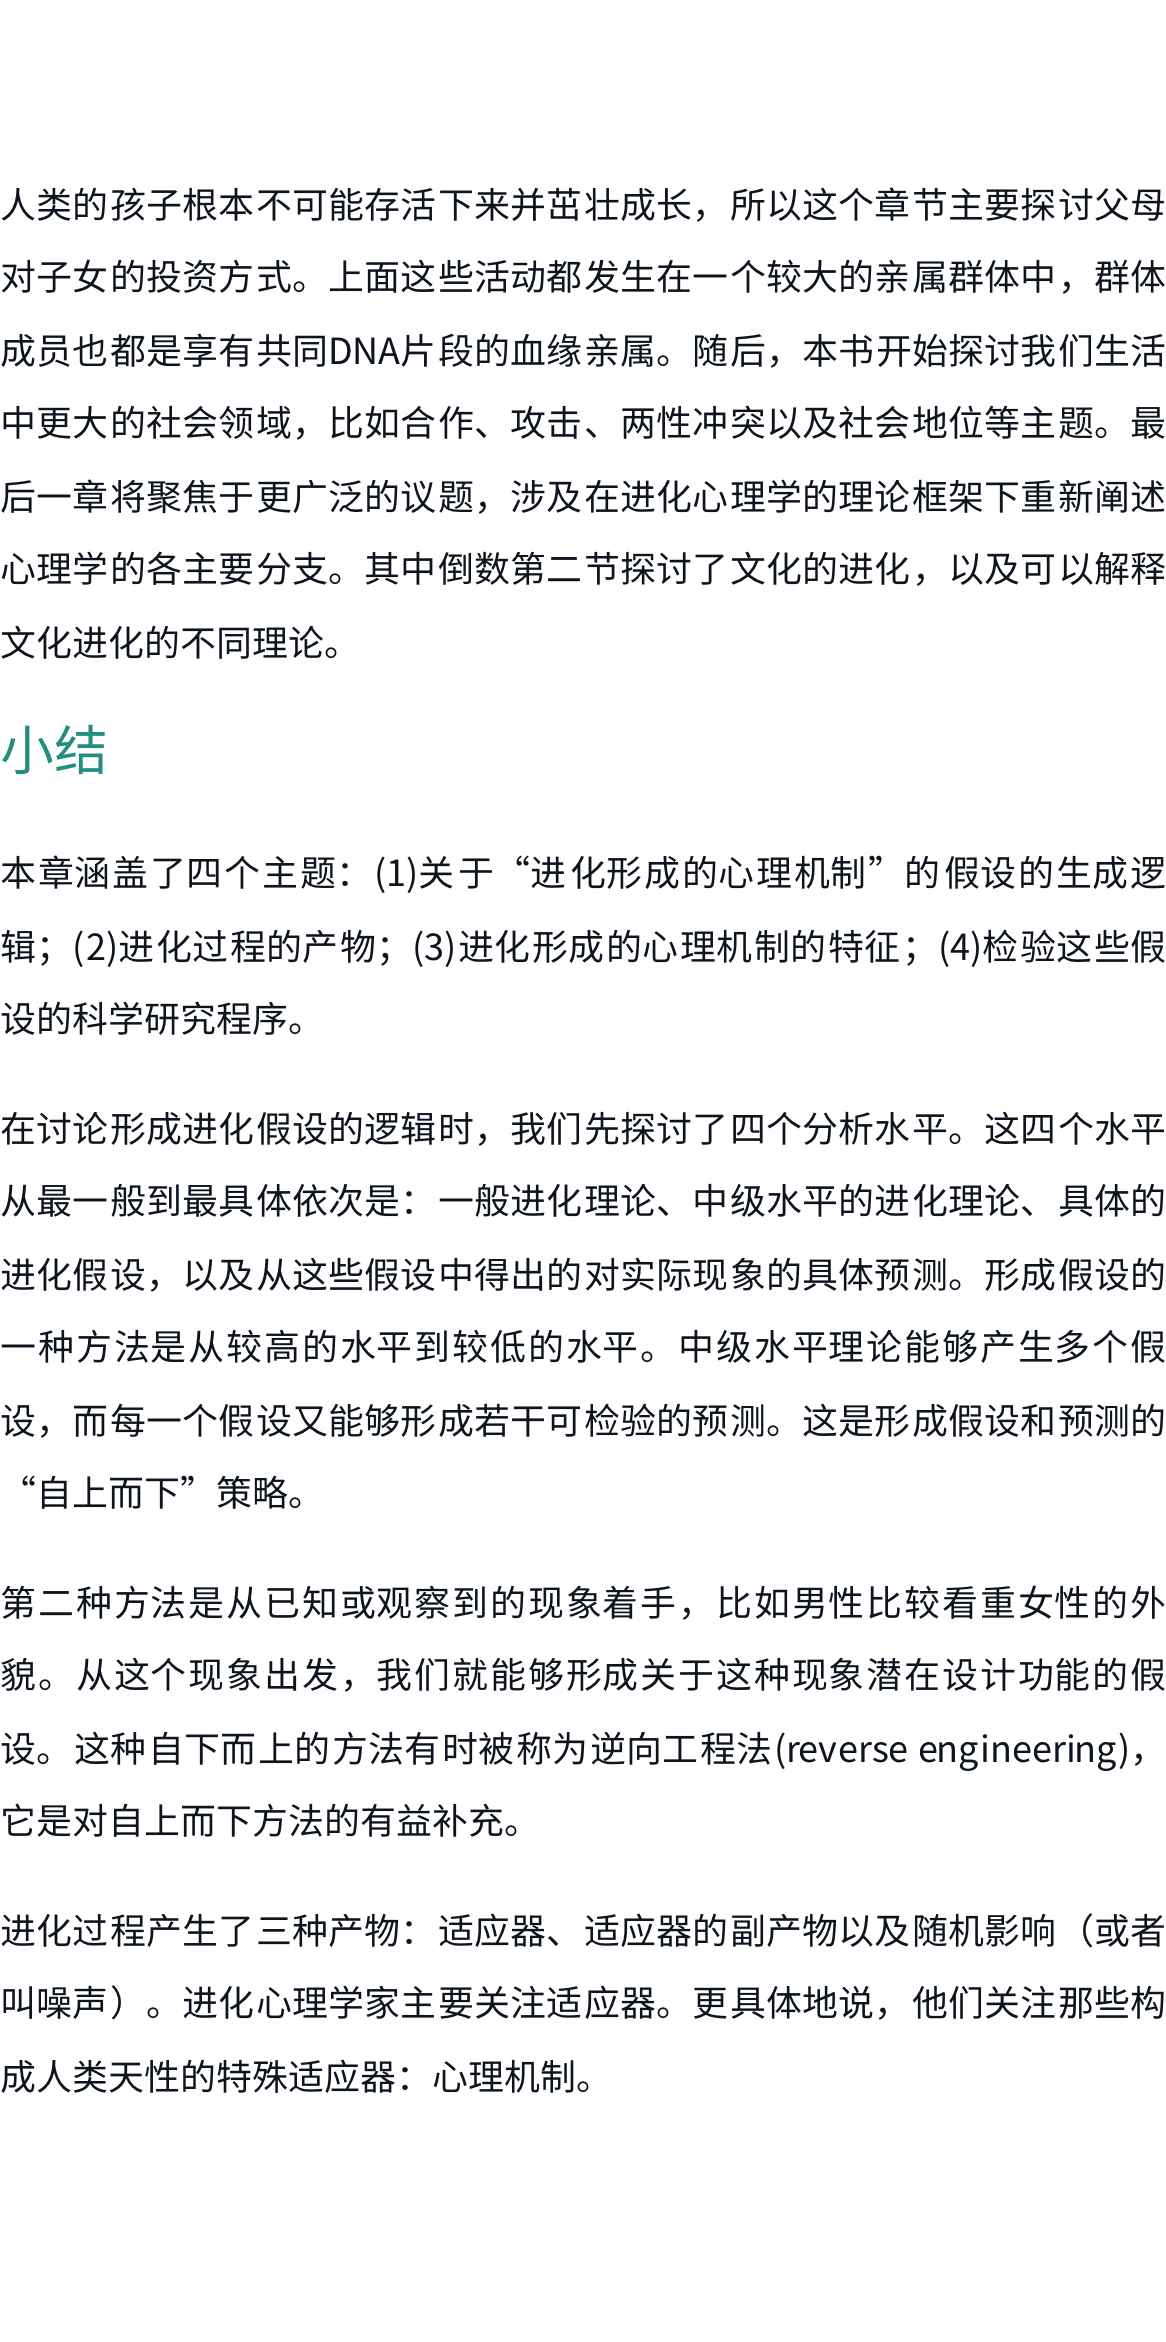 人类的孩子根本不可能存活下来并茁壮成长，所以这个章节主要探讨父母
对子女的投资方式。上面这些活动都发生在一个较大的亲属群体中，群体
成员也都是享有共同DNA片段的血缘亲属。随后，本书开始探讨我们生活
中更大的社会领域，比如合作、攻击、两性冲突以及社会地位等主题。最
后一章将聚焦于更广泛的议题，涉及在进化心理学的理论框架下重新阐述
心理学的各主要分支。其中倒数第二节探讨了文化的进化，以及可以解释
文化进化的不同理论。
小结
本章涵盖了四个主题：(1)关于“进化形成的心理机制”的假设的生成逻
辑；(2)进化过程的产物；(3)进化形成的心理机制的特征；(4)检验这些假
设的科学研究程序。
在讨论形成进化假设的逻辑时，我们先探讨了四个分析水平。这四个水平
从最一般到最具体依次是：一般进化理论、中级水平的进化理论、具体的
进化假设，以及从这些假设中得出的对实际现象的具体预测。形成假设的
一种方法是从较高的水平到较低的水平。中级水平理论能够产生多个假
设，而每一个假设又能够形成若干可检验的预测。这是形成假设和预测的
“自上而下”策略。
第二种方法是从已知或观察到的现象着手，比如男性比较看重女性的外
貌。从这个现象出发，我们就能够形成关于这种现象潜在设计功能的假
设。这种自下而上的方法有时被称为逆向工程法(reverse engineering)，
它是对自上而下方法的有益补充。
进化过程产生了三种产物：适应器、适应器的副产物以及随机影响（或者
叫噪声）。进化心理学家主要关注适应器。更具体地说，他们关注那些构
成人类天性的特殊适应器：心理机制。